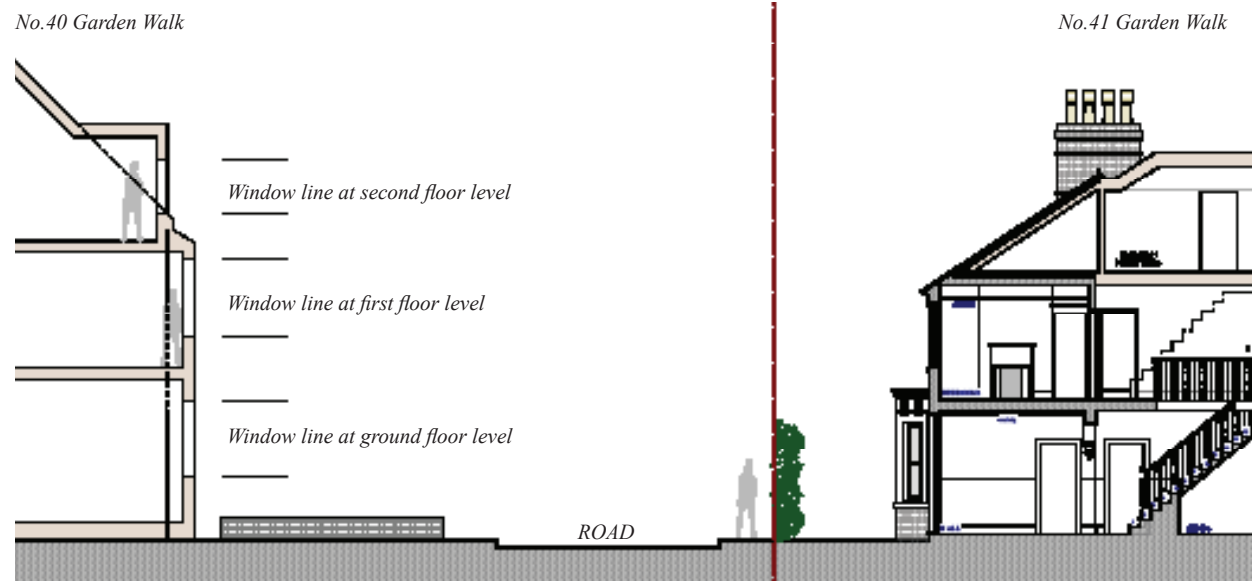 No.40 Garden Walk
No.41 Garden Walk
Window line at second floor level
Window line at first floor level
Window line at ground floor level
ROAD